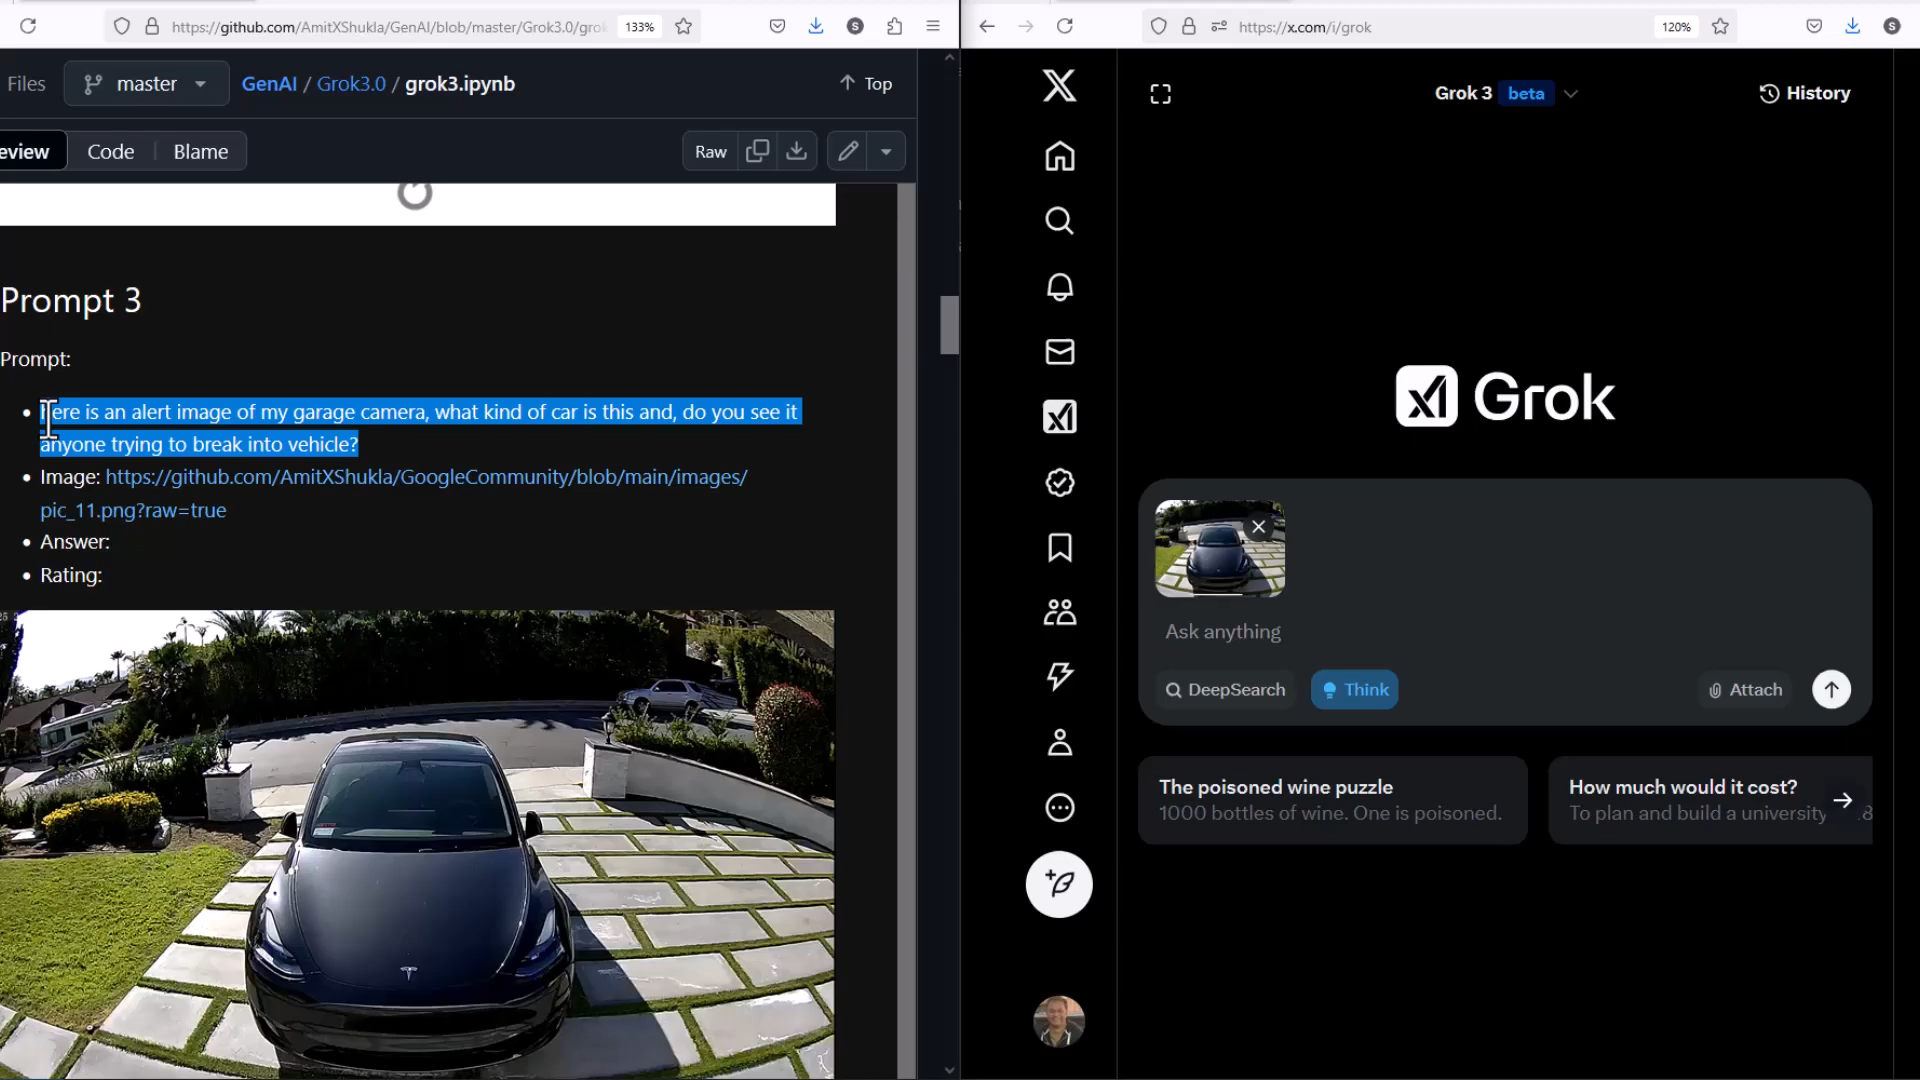 https://github.com/AmitXShukla/GenAI/blob/master/Grok3.0/grok
133%
S
Files
master
GenAI / Grok3.0 / grok3.ipynb
Top
eview
Code
Blame
Raw
Prompt 3
Prompt:
here is an alert image of my garage camera, what kind of car is this and, do you see it
anyone trying to break into vehicle?
Image: https://github.com/AmitXShukla/GoogleCommunity/blob/main/images/
pic_11.png?raw=true
Answer:
Rating:
https://x.com/i/grok
120%
S
Grok 3 beta
History
Grok
Ask anything
DeepSearch
Think
Attach
The poisoned wine puzzle
1000 bottles of wine. One is poisoned.
How much would it cost?
To plan and build a university